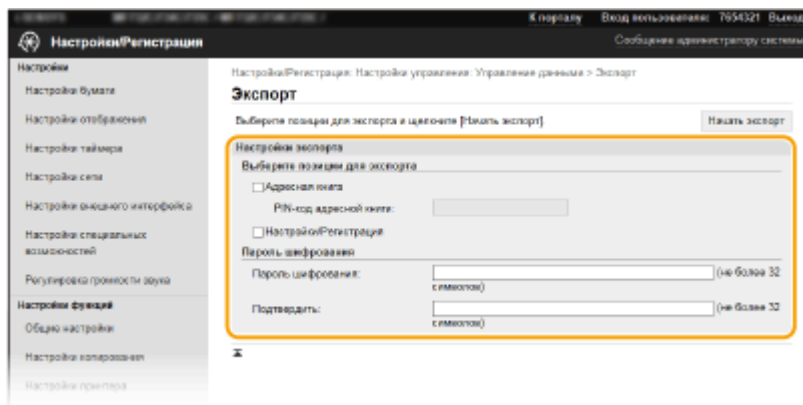 К порталу Вход пользователя: 7654321 Выход
Настройки/Регистрация
Сообщение администратору системы
Настройки
Настройки бумаги
Настройки отображения
Настройки таймера
Настройки сети
Настройки внешнего интерфейса
Настройки специальных
возможностей
Регулировка громкости звука
Настройки функций
Общие настройки
Настройки копирования
Настройки принтера
Настройки/Регистрация: Настройки управления: Управление данными > Экспорт
Экспорт
Выберите позиции для экспорта и щелкните [Начать экспорт].
Начать экспорт
Настройки экспорта
Выберите позиции для экспорта
Адресная книга
PIN-код адресной книги:
Настройки/Регистрация
Пароль шифрования
Пароль шифрования: (не более 32
символов)
Подтвердить: (не более 32
символов)